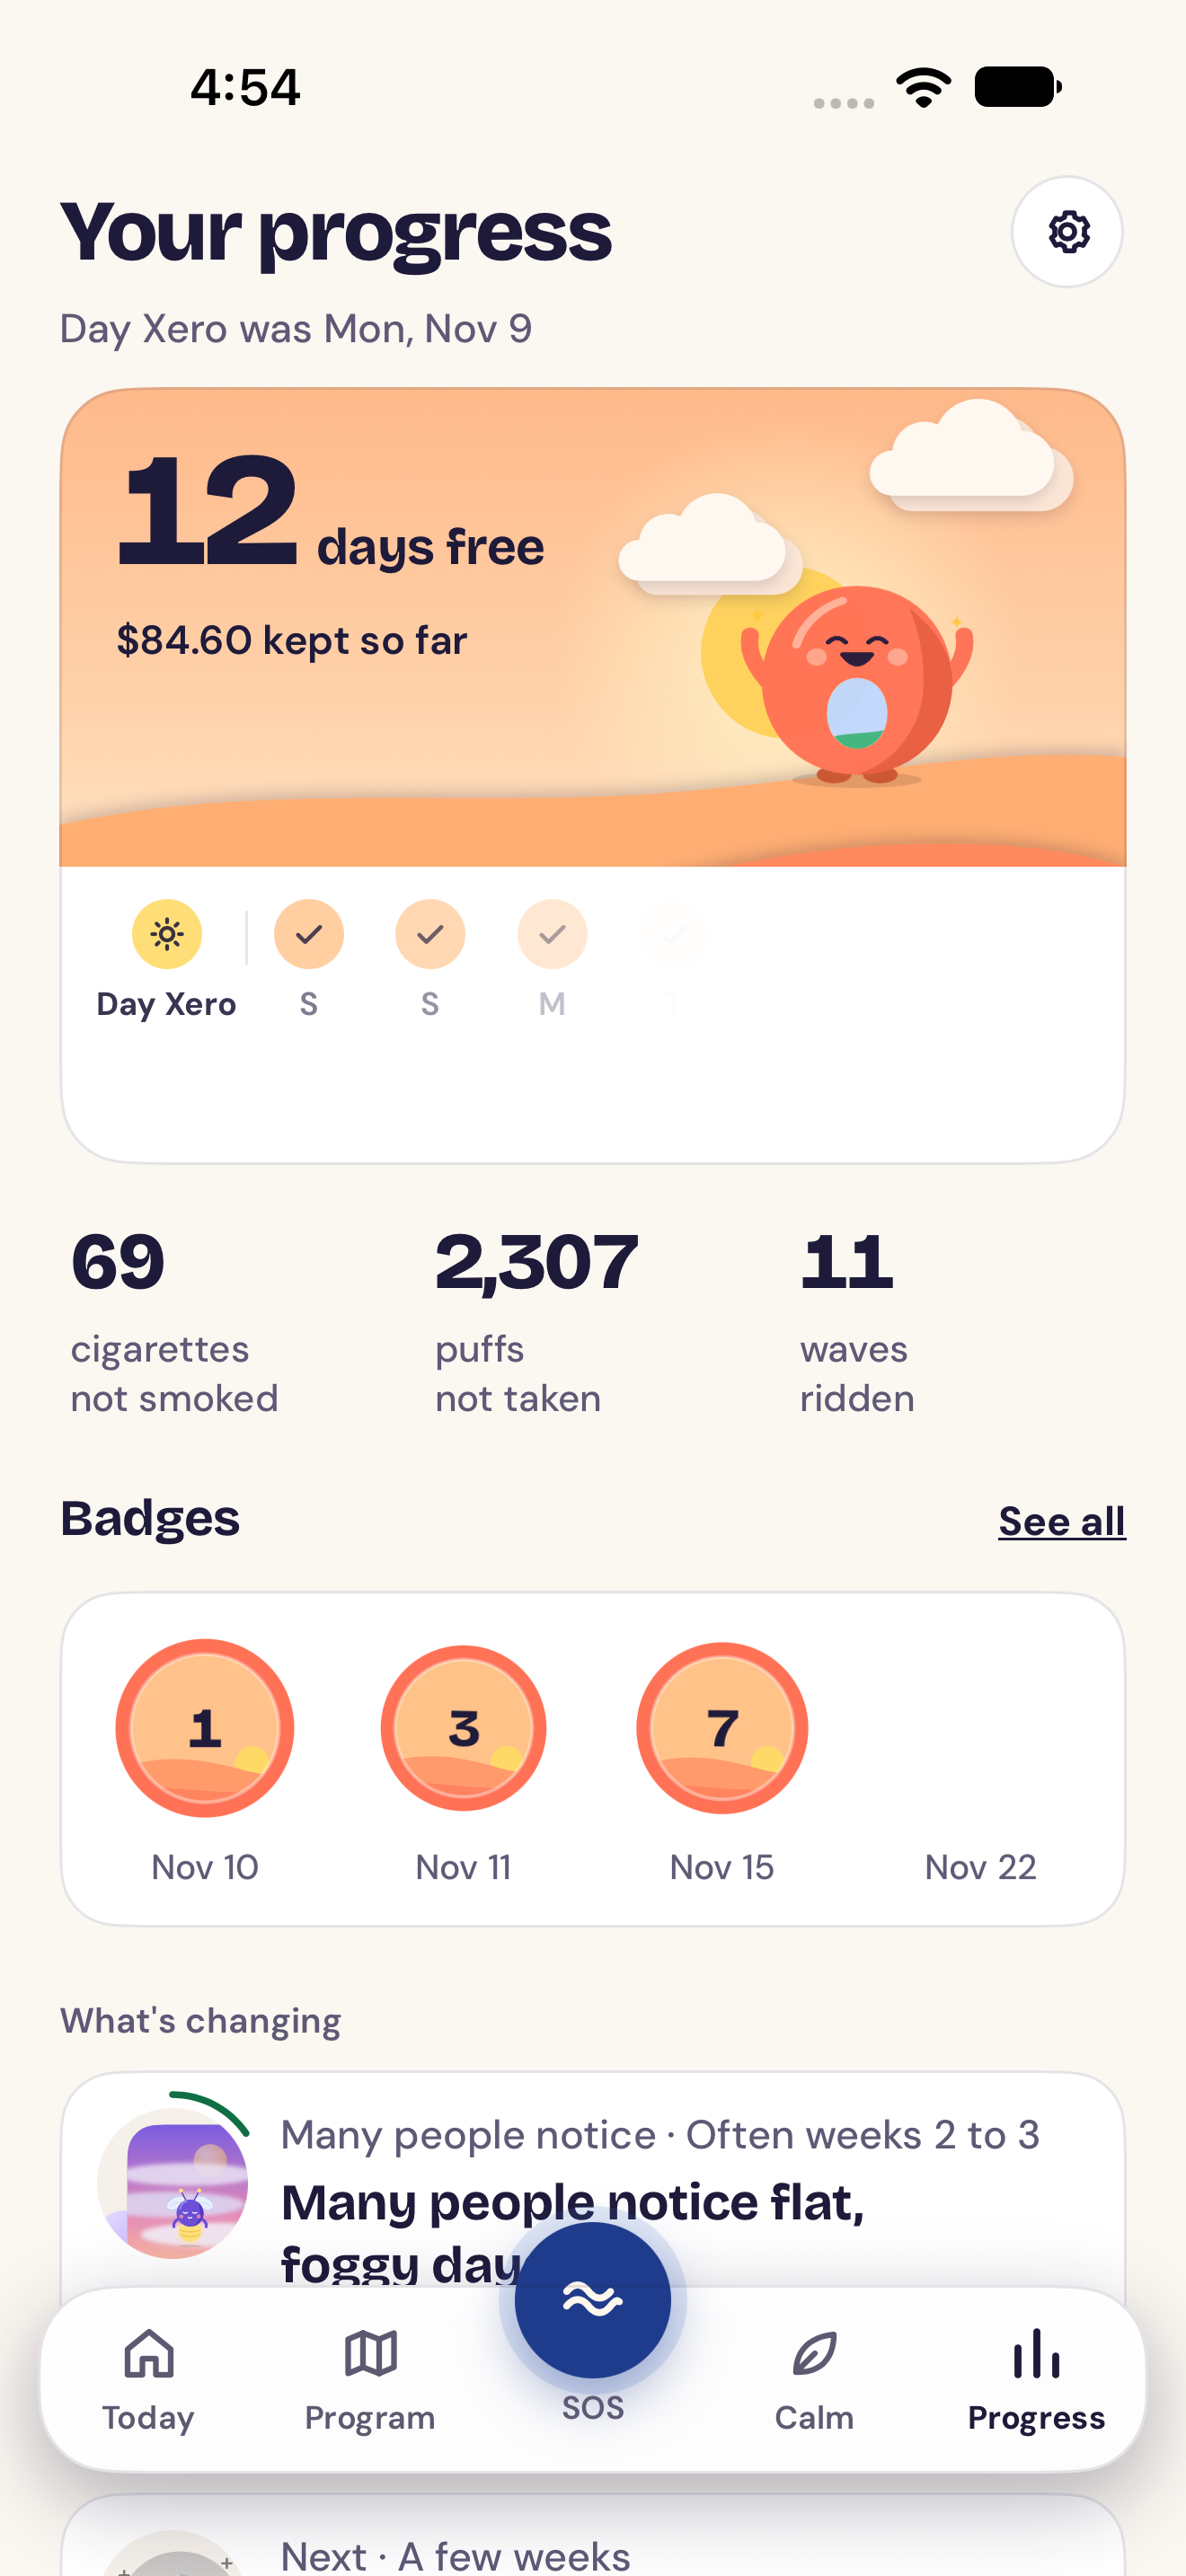 4:54
Your progress
Day Xero was Mon, Nov 9
12 days free
$84.60 kept so far
Day Xero S S M T
69 2,307 11
cigarettes puffs waves
not smoked not taken ridden
Badges See all
1 3 7
Nov 10 Nov 11 Nov 15 Nov 22
What's changing
Many people notice · Often weeks 2 to 3
Many people notice flat,
foggy
SOS
Today Program Calm Progress
Next · A few weeks